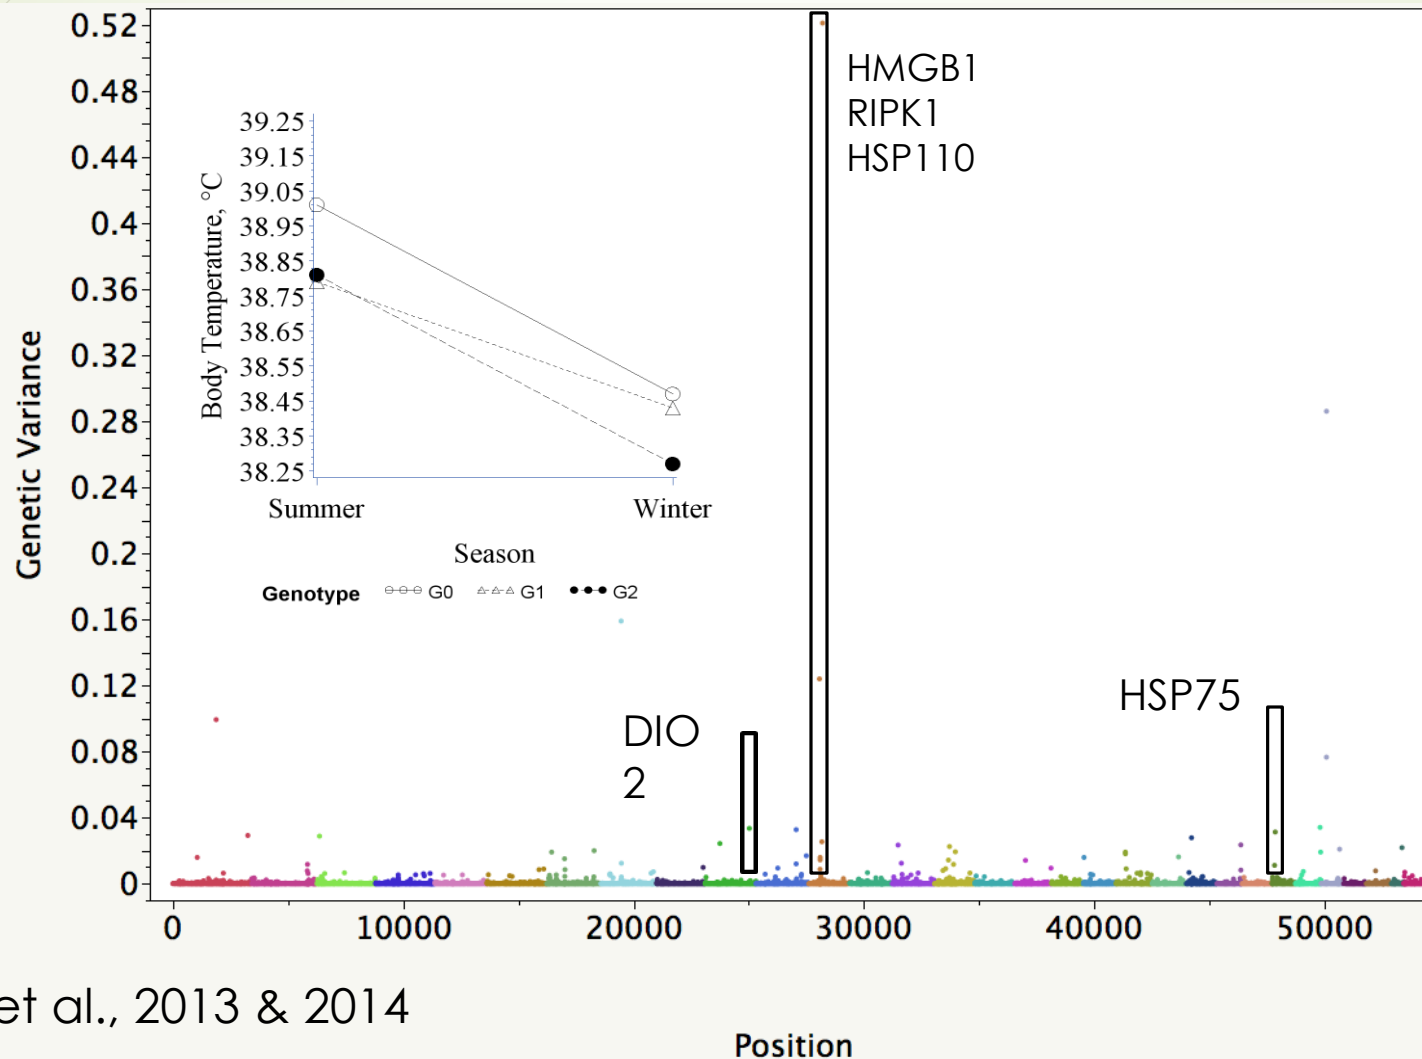 0.52
0.48
0.44
0.4
0.36
0.32
0.28
0.24
0.2
0.16
0.12
0.08
0.04
0
Genetic Variance
HMGB1
RIPK1
HSP110
39.25
39.15
39.05
38.95
38.85
38.75
38.65
38.55
38.45
38.35
38.25
Body Temperature, °C
Summer Winter
Season
Genotype G0 G1 G2
DIO
2
HSP75
0 10000 20000 30000 40000 50000
et al., 2013 & 2014
Position